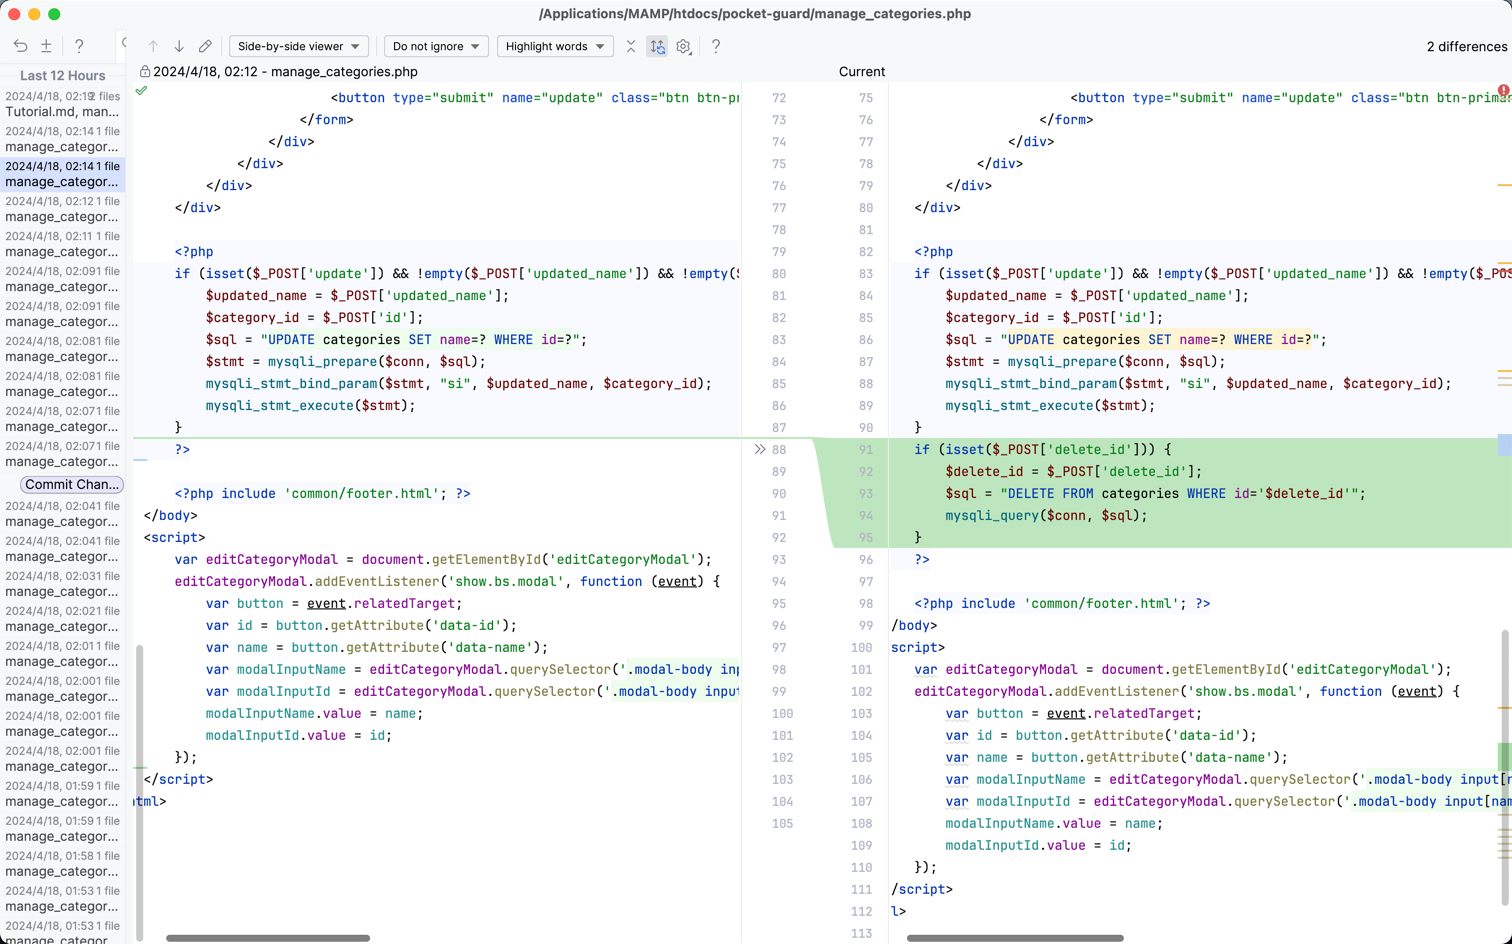 /Applications/MAMP/htdocs/pocket-guard/manage_categories.php
? Side-by-side viewer Do not ignore Highlight words ? 2 differences
2024/4/18, 02:12 - manage_categories.php Current
Last 12 Hours
2024/4/18, 02:19 2 files
Tutorial.md, man...
2024/4/18, 02:14 1 file
manage_categor...
2024/4/18, 02:14 1 file
manage_categor...
2024/4/18, 02:12 1 file
manage_categor...
2024/4/18, 02:11 1 file
manage_categor...
2024/4/18, 02:09 1 file
manage_categor...
2024/4/18, 02:09 1 file
manage_categor...
2024/4/18, 02:08 1 file
manage_categor...
2024/4/18, 02:08 1 file
manage_categor...
2024/4/18, 02:07 1 file
manage_categor...
2024/4/18, 02:07 1 file
manage_categor...
Commit Chan...
2024/4/18, 02:04 1 file
manage_categor...
2024/4/18, 02:04 1 file
manage_categor...
2024/4/18, 02:03 1 file
manage_categor...
2024/4/18, 02:02 1 file
manage_categor...
2024/4/18, 02:01 1 file
manage_categor...
2024/4/18, 02:00 1 file
manage_categor...
2024/4/18, 02:00 1 file
manage_categor...
2024/4/18, 02:00 1 file
manage_categor...
2024/4/18, 01:59 1 file
manage_categor...
2024/4/18, 01:59 1 file
manage_categor...
2024/4/18, 01:58 1 file
manage_categor...
2024/4/18, 01:53 1 file
manage_categor...
2024/4/18, 01:53 1 file
manage_categor...
<button type="submit" name="update" class="btn btn-pr 72
</form> 73
</div> 74
</div> 75
</div> 76
</div> 77
78
<?php 79
if (isset($_POST['update']) && !empty($_POST['updated_name']) && !empty($ 80
$updated_name = $_POST['updated_name']; 81
$category_id = $_POST['id']; 82
$sql = "UPDATE categories SET name=? WHERE id=?"; 83
$stmt = mysqli_prepare($conn, $sql); 84
mysqli_stmt_bind_param($stmt, "si", $updated_name, $category_id); 85
mysqli_stmt_execute($stmt); 86
} 87
?> 88
89
<?php include 'common/footer.html'; ?> 90
</body> 91
<script> 92
var editCategoryModal = document.getElementById('editCategoryModal'); 93
editCategoryModal.addEventListener('show.bs.modal', function (event) { 94
var button = event.relatedTarget; 95
var id = button.getAttribute('data-id'); 96
var name = button.getAttribute('data-name'); 97
var modalInputName = editCategoryModal.querySelector('.modal-body inp 98
var modalInputId = editCategoryModal.querySelector('.modal-body input 99
modalInputName.value = name; 100
modalInputId.value = id; 101
}); 102
</script> 103
html> 104
105
75 <button type="submit" name="update" class="btn btn-prima
76 </form>
77 </div>
78 </div>
79 </div>
80 </div>
81
82 <?php
83 if (isset($_POST['update']) && !empty($_POST['updated_name']) && !empty($_POS
84 $updated_name = $_POST['updated_name'];
85 $category_id = $_POST['id'];
86 $sql = "UPDATE categories SET name=? WHERE id=?";
87 $stmt = mysqli_prepare($conn, $sql);
88 mysqli_stmt_bind_param($stmt, "si", $updated_name, $category_id);
89 mysqli_stmt_execute($stmt);
90 }
91 if (isset($_POST['delete_id'])) {
92 $delete_id = $_POST['delete_id'];
93 $sql = "DELETE FROM categories WHERE id='$delete_id'";
94 mysqli_query($conn, $sql);
95 }
96 ?>
97
98 <?php include 'common/footer.html'; ?>
99 /body>
100 script>
101 var editCategoryModal = document.getElementById('editCategoryModal');
102 editCategoryModal.addEventListener('show.bs.modal', function (event) {
103 var button = event.relatedTarget;
104 var id = button.getAttribute('data-id');
105 var name = button.getAttribute('data-name');
106 var modalInputName = editCategoryModal.querySelector('.modal-body input[n
107 var modalInputId = editCategoryModal.querySelector('.modal-body input[nam
108 modalInputName.value = name;
109 modalInputId.value = id;
110 });
111 /script>
112 l>
113